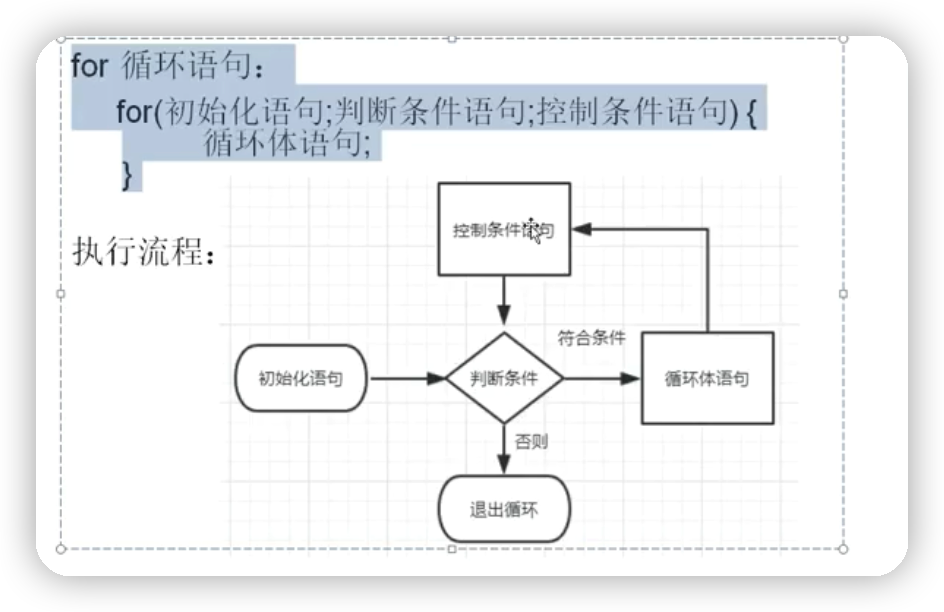 for 循环语句：
for(初始化语句;判断条件语句;控制条件语句) {
循环体语句;
}
执行流程：
控制条件语句
符合条件
初始化语句
判断条件
循环体语句
否则
退出循环